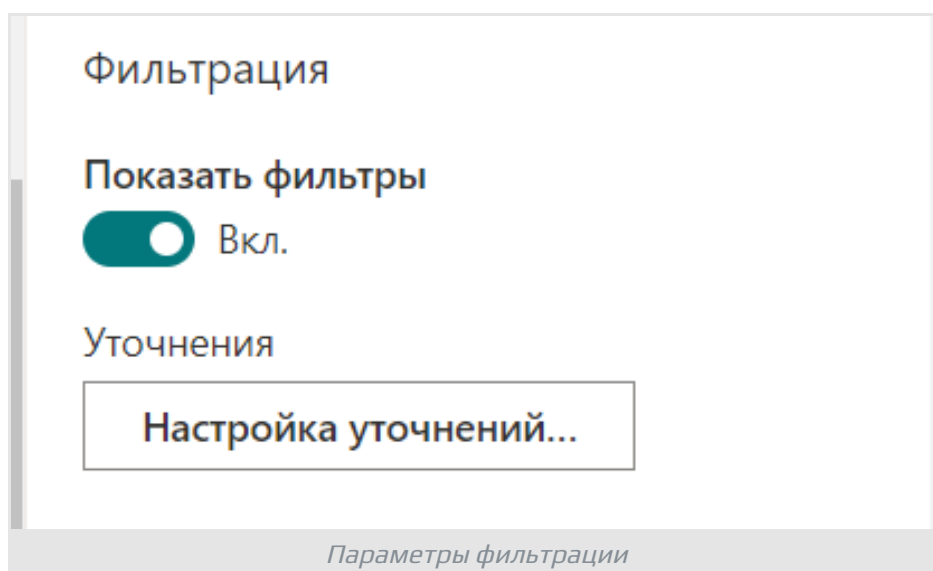 Фильтрация
Показать фильтры
Вкл.
Уточнения
Настройка уточнений...
Параметры фильтрации